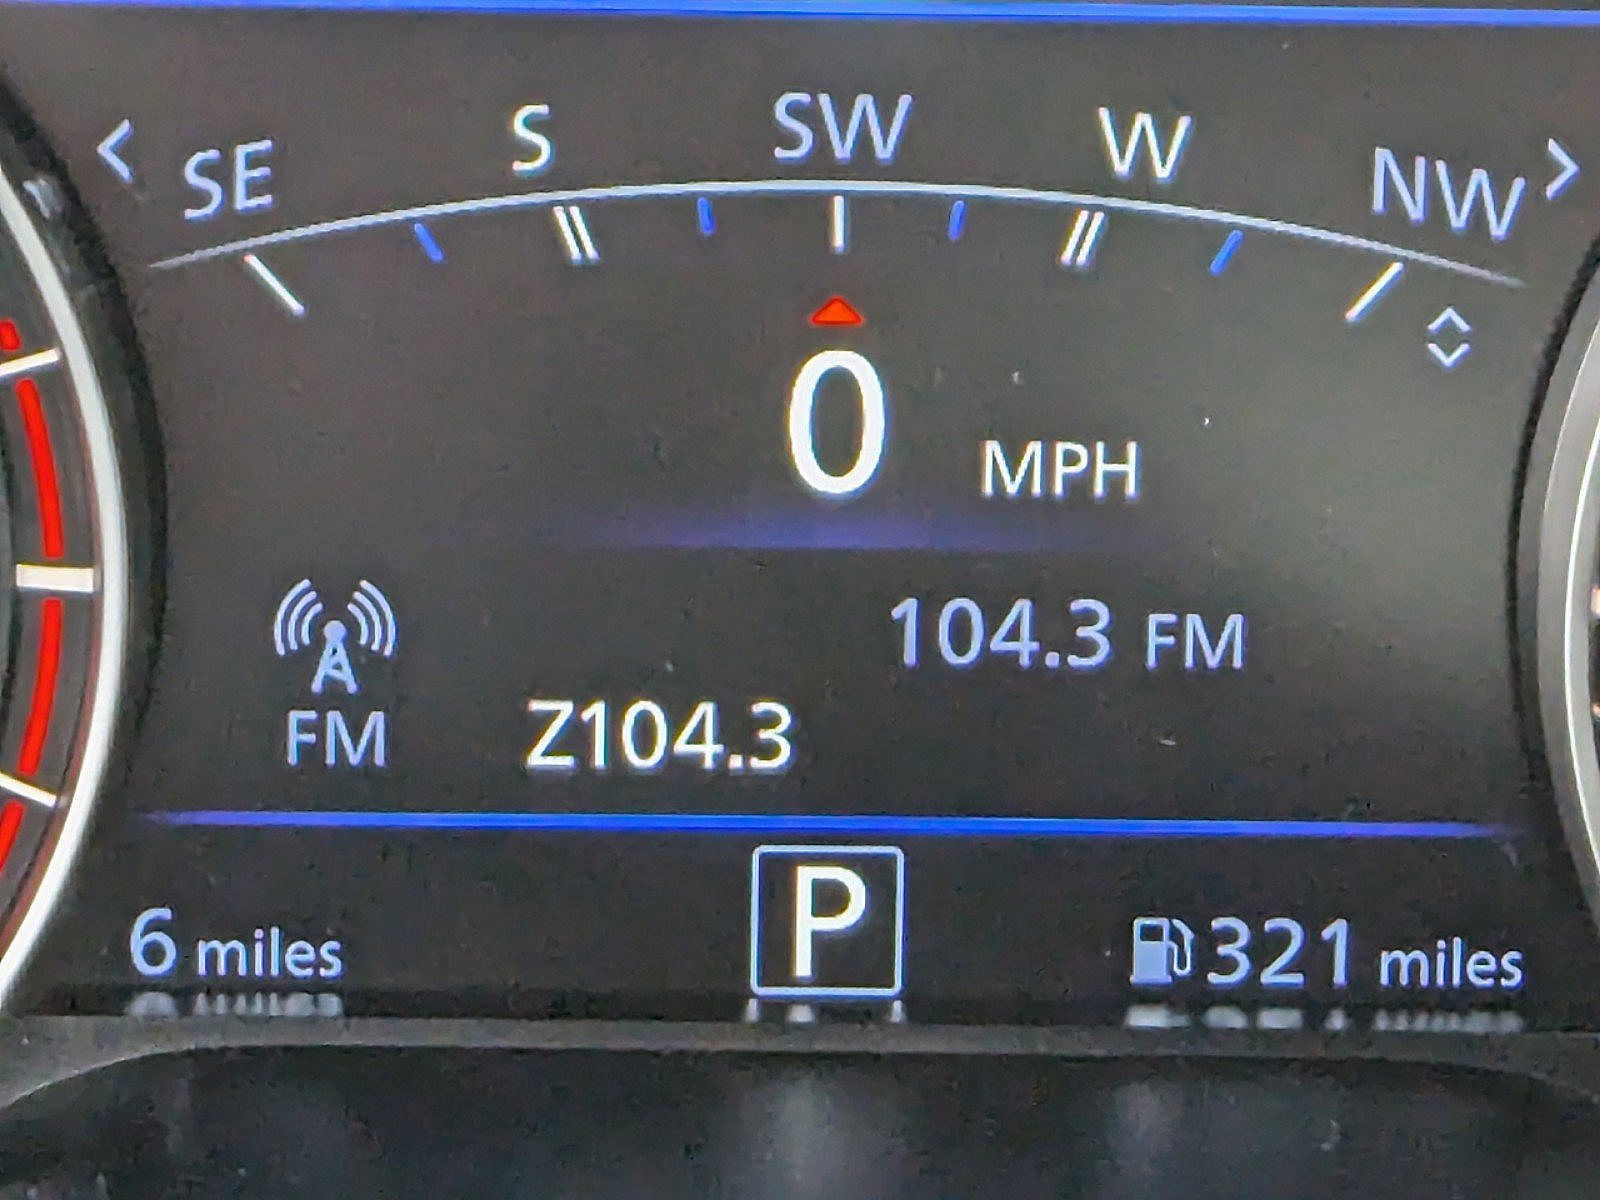 < SE S SW W NW >
0 MPH
104.3 FM
FM Z104.3
P
6 miles 321 miles